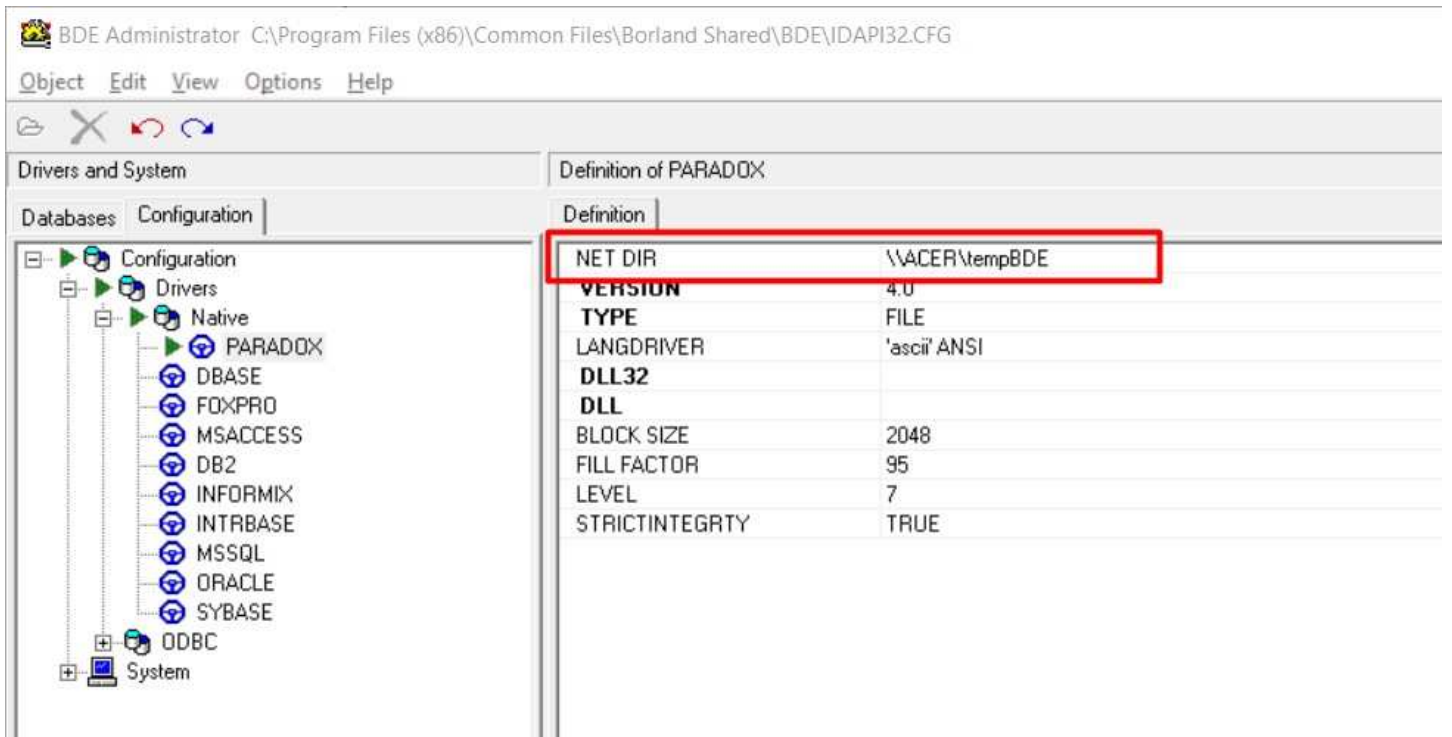 BDE Administrator C:\Program Files (x86)\Common Files\Borland Shared\BDE\IDAPI32.CFG
Object Edit View Options Help
Drivers and System
Definition of PARADOX
Databases Configuration
Definition
Configuration
Drivers
Native
PARADOX
DBASE
FOXPRO
MSACCESS
DB2
INFORMIX
INTRBASE
MSSQL
ORACLE
SYBASE
ODBC
System
NET DIR \\ACER\tempBDE
VERSION 4.0
TYPE FILE
LANGDRIVER 'ascii' ANSI
DLL32
DLL
BLOCK SIZE 2048
FILL FACTOR 95
LEVEL 7
STRICTINTEGRTY TRUE